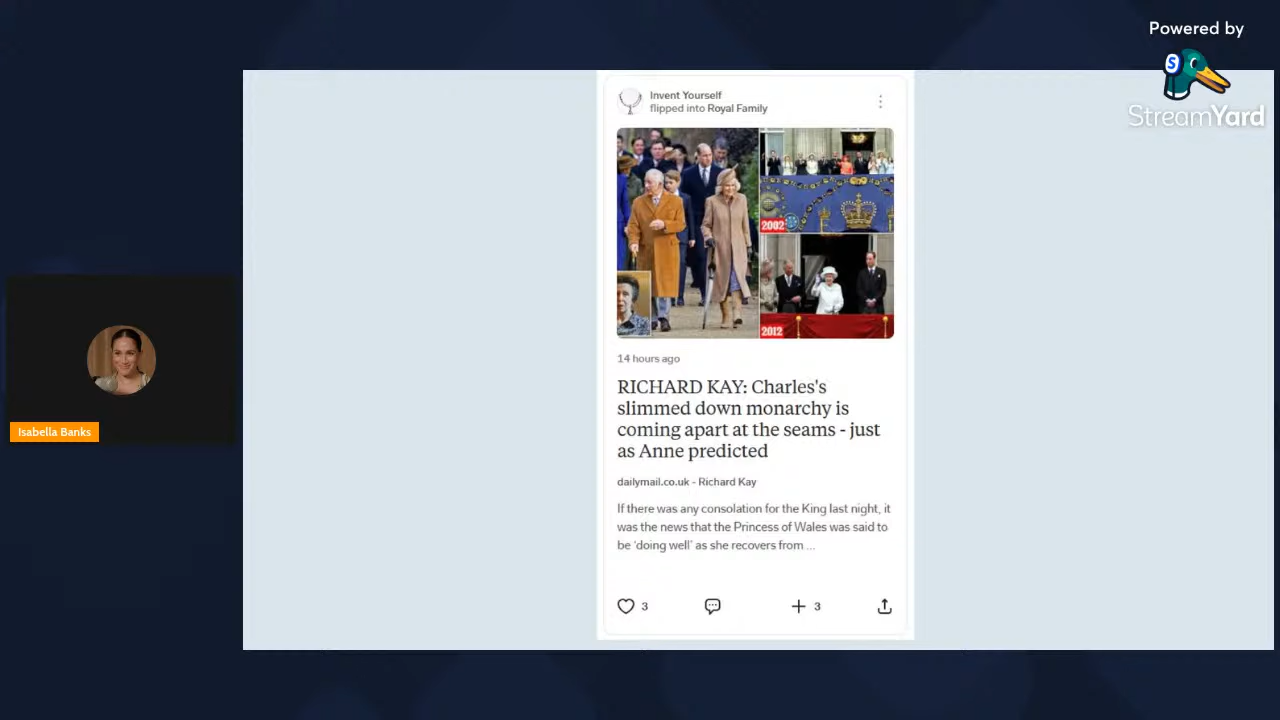 Powered by
StreamYard
Invent Yourself
flipped into Royal Family
2002
2012
14 hours ago
RICHARD KAY: Charles's
slimmed down monarchy is
coming apart at the seams - just
as Anne predicted
dailymail.co.uk - Richard Kay
If there was any consolation for the King last night, it
was the news that the Princess of Wales was said to
be ‘doing well’ as she recovers from ...
3
3
Isabella Banks